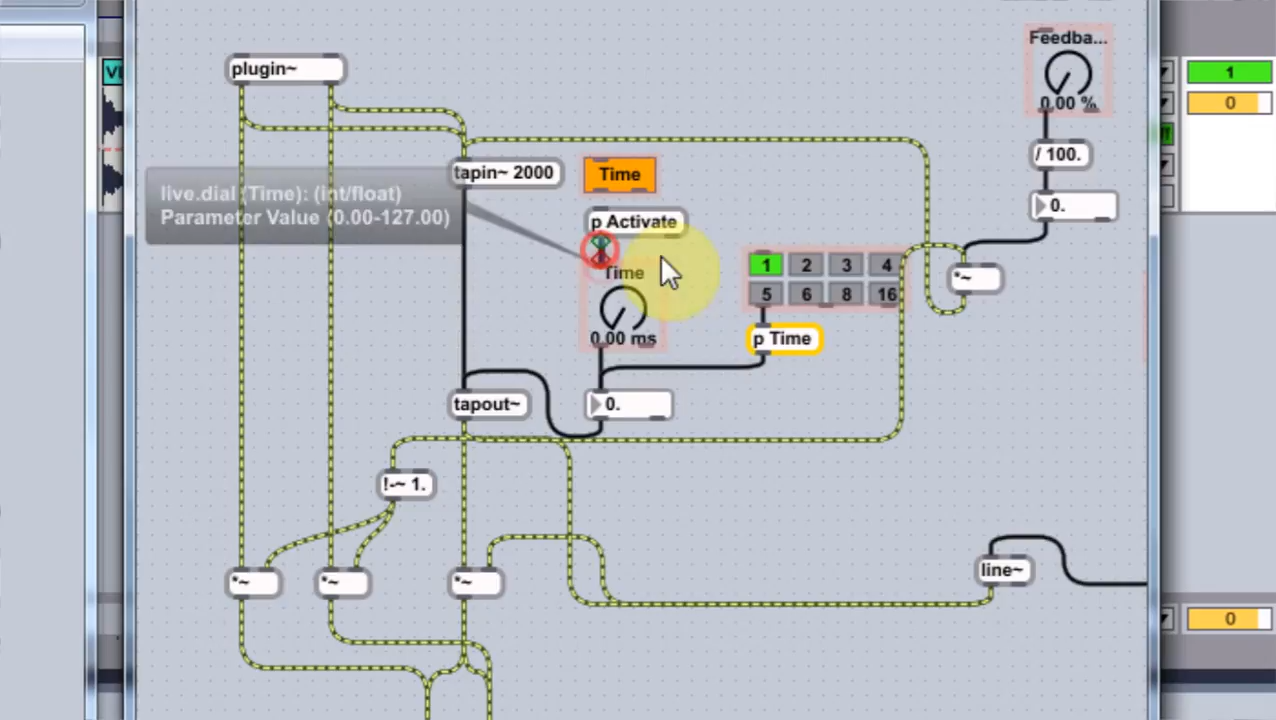 Feedba...
0.00 %
plugin~
1
0
/ 100.
0.
tapin~ 2000
Time
live.dial (Time): (int/float)
Parameter Value (0.00-127.00)
p Activate
Time
0.00 ms
1 2 3 4
5 6 8 16
*~
p Time
tapout~
0.
!-~ 1.
*~
*~
*~
line~
0